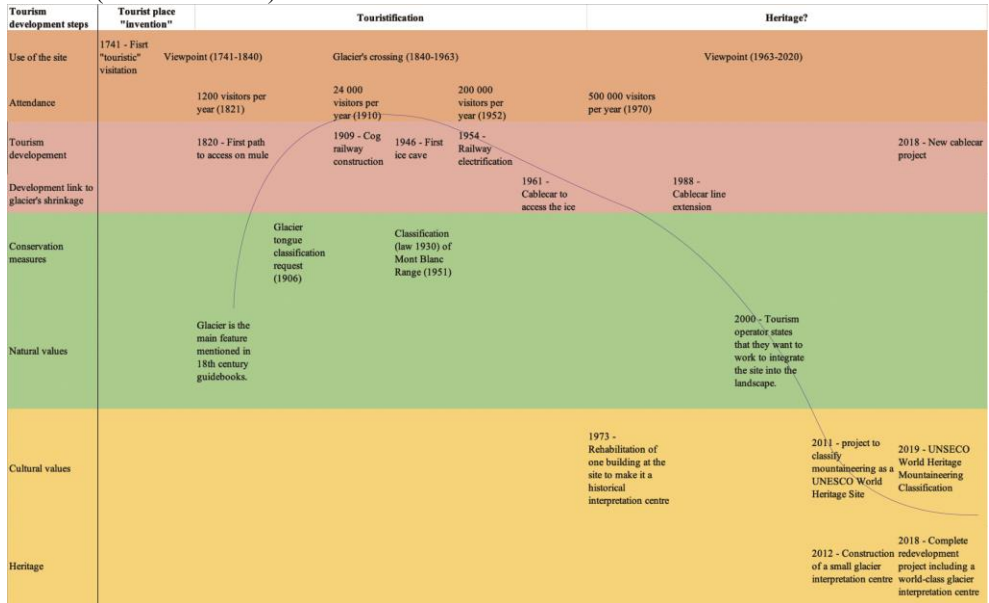 Tourism
development steps
Tourist place
"invention"
Touristification
Heritage?
Use of the site
1741 - Fisrt
"touristic"
visitation
Viewpoint (1741-1840)
Glacier's crossing (1840-1963)
Viewpoint (1963-2020)
Attendance
1200 visitors per
year (1821)
24 000
visitors per
year (1910)
200 000
visitors per
year (1952)
500 000 visitors
per year (1970)
Tourism
developement
1820 - First path
to access on mule
1909 - Cog
railway
construction
1946 - First
ice cave
1954 -
Railway
electrification
2018 - New cablecar
project
Development link to
glacier's shrinkage
1961 -
Cablecar to
access the ice
1988 -
Cablecar line
extension
Conservation
measures
Glacier
tongue
classification
request
(1906)
Classification
(law 1930) of
Mont Blanc
Range (1951)
Natural values
Glacier is the
main feature
mentioned in
18th century
guidebooks.
2000 - Tourism
operator states
that they want to
work to integrate
the site into the
landscape.
Cultural values
1973 -
Rehabilitation of
one building at the
site to make it a
historical
interpretation centre
2011 - project to
classify
mountaineering as a
UNESCO World
Heritage Site
2019 - UNSECO
World Heritage
Mountaineering
Classification
Heritage
2012 - Construction
of a small glacier
interpretation centre
2018 - Complete
redevelopment
project including a
world-class glacier
interpretation centre